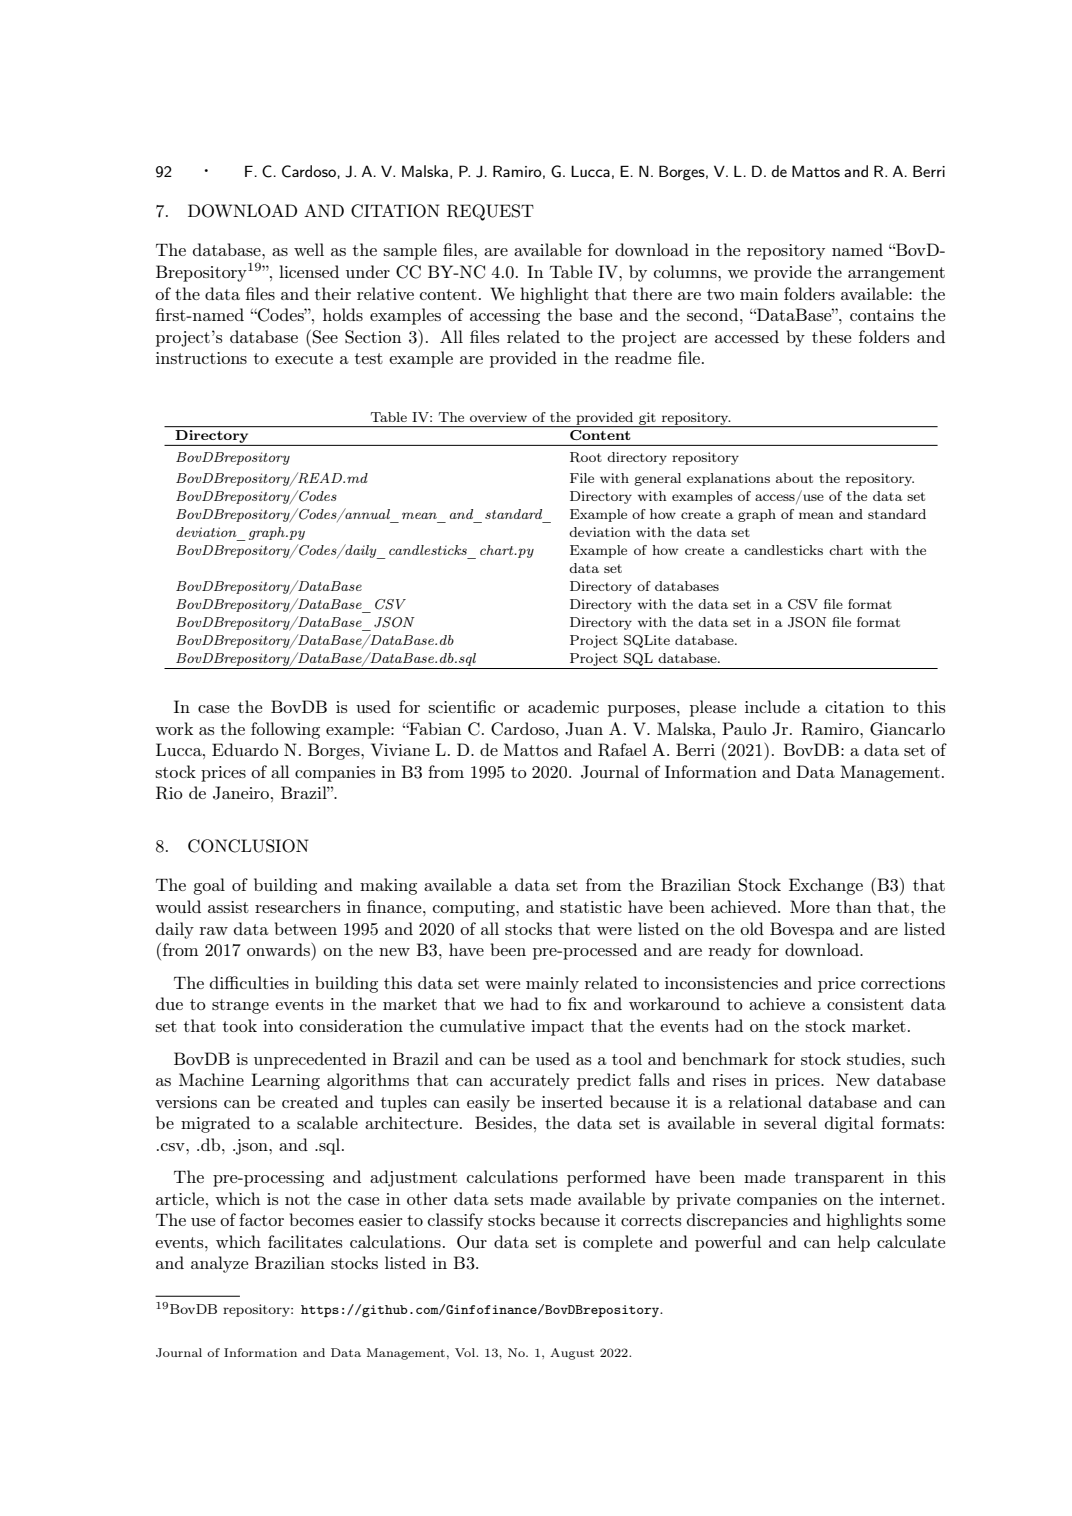 92 · F. C. Cardoso, J. A. V. Malska, P. J. Ramiro, G. Lucca, E. N. Borges, V. L. D. de Mattos and R. A. Berri
7. DOWNLOAD AND CITATION REQUEST
The database, as well as the sample files, are available for download in the repository named “BovD-
Brepository19”, licensed under CC BY-NC 4.0. In Table IV, by columns, we provide the arrangement
of the data files and their relative content. We highlight that there are two main folders available: the
first-named “Codes”, holds examples of accessing the base and the second, “DataBase”, contains the
project’s database (See Section 3). All files related to the project are accessed by these folders and
instructions to execute a test example are provided in the readme file.
Table IV: The overview of the provided git repository.
Directory Content
BovDBrepository Root directory repository
BovDBrepository/READ.md File with general explanations about the repository.
BovDBrepository/Codes Directory with examples of access/use of the data set
BovDBrepository/Codes/annual_mean_and_standard_ Example of how create a graph of mean and standard
deviation_graph.py deviation with the data set
BovDBrepository/Codes/daily_candlesticks_chart.py Example of how create a candlesticks chart with the
data set
BovDBrepository/DataBase Directory of databases
BovDBrepository/DataBase_CSV Directory with the data set in a CSV file format
BovDBrepository/DataBase_JSON Directory with the data set in a JSON file format
BovDBrepository/DataBase/DataBase.db Project SQLite database.
BovDBrepository/DataBase/DataBase.db.sql Project SQL database.
In case the BovDB is used for scientific or academic purposes, please include a citation to this
work as the following example: “Fabian C. Cardoso, Juan A. V. Malska, Paulo Jr. Ramiro, Giancarlo
Lucca, Eduardo N. Borges, Viviane L. D. de Mattos and Rafael A. Berri (2021). BovDB: a data set of
stock prices of all companies in B3 from 1995 to 2020. Journal of Information and Data Management.
Rio de Janeiro, Brazil”.
8. CONCLUSION
The goal of building and making available a data set from the Brazilian Stock Exchange (B3) that
would assist researchers in finance, computing, and statistic have been achieved. More than that, the
daily raw data between 1995 and 2020 of all stocks that were listed on the old Bovespa and are listed
(from 2017 onwards) on the new B3, have been pre-processed and are ready for download.
The difficulties in building this data set were mainly related to inconsistencies and price corrections
due to strange events in the market that we had to fix and workaround to achieve a consistent data
set that took into consideration the cumulative impact that the events had on the stock market.
BovDB is unprecedented in Brazil and can be used as a tool and benchmark for stock studies, such
as Machine Learning algorithms that can accurately predict falls and rises in prices. New database
versions can be created and tuples can easily be inserted because it is a relational database and can
be migrated to a scalable architecture. Besides, the data set is available in several digital formats:
.csv, .db, .json, and .sql.
The pre-processing and adjustment calculations performed have been made transparent in this
article, which is not the case in other data sets made available by private companies on the internet.
The use of factor becomes easier to classify stocks because it corrects discrepancies and highlights some
events, which facilitates calculations. Our data set is complete and powerful and can help calculate
and analyze Brazilian stocks listed in B3.
19BovDB repository: https://github.com/Ginfofinance/BovDBrepository.
Journal of Information and Data Management, Vol. 13, No. 1, August 2022.